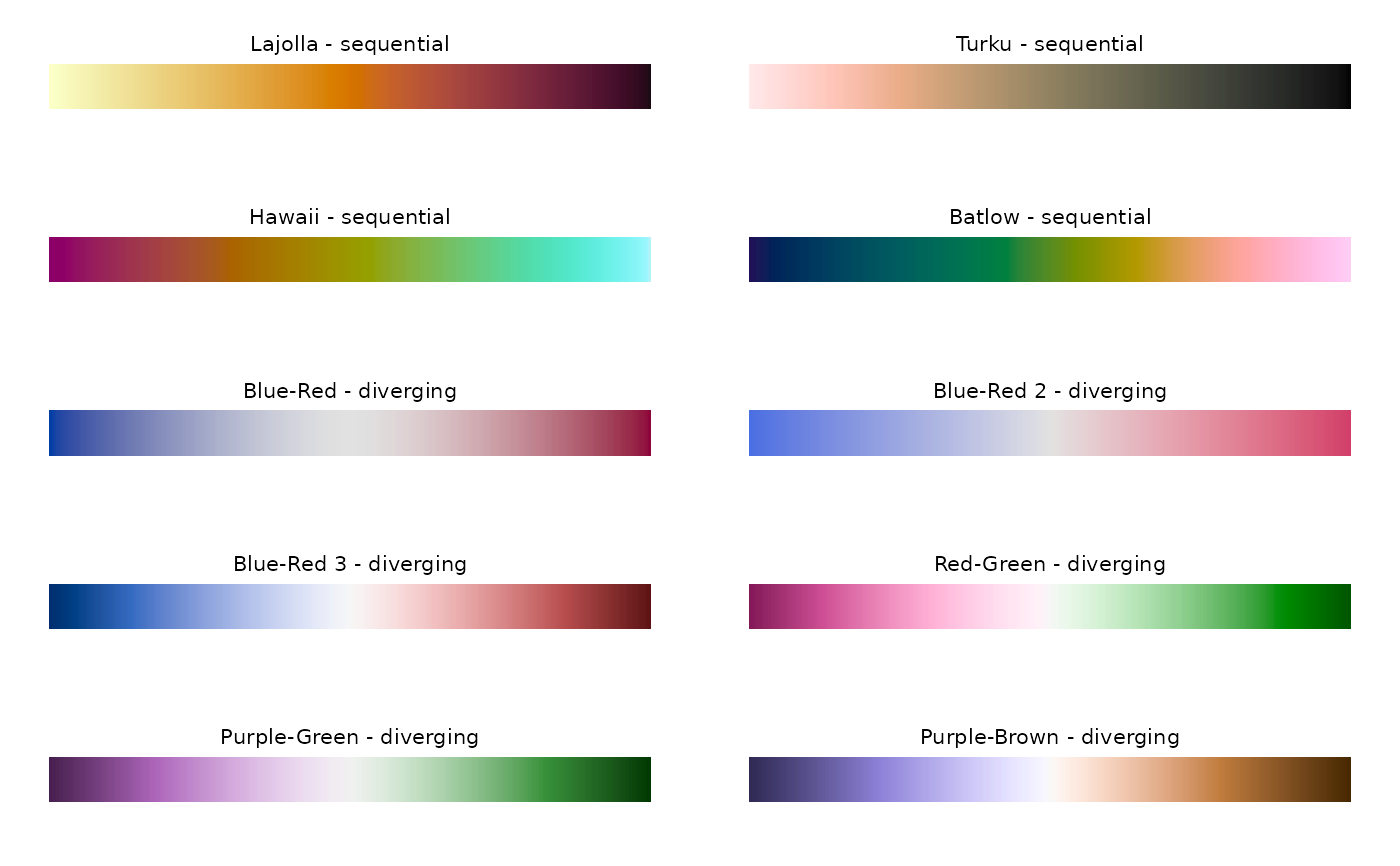 Lajolla - sequential
Turku - sequential
Hawaii - sequential
Batlow - sequential
Blue-Red - diverging
Blue-Red 2 - diverging
Blue-Red 3 - diverging
Red-Green - diverging
Purple-Green - diverging
Purple-Brown - diverging